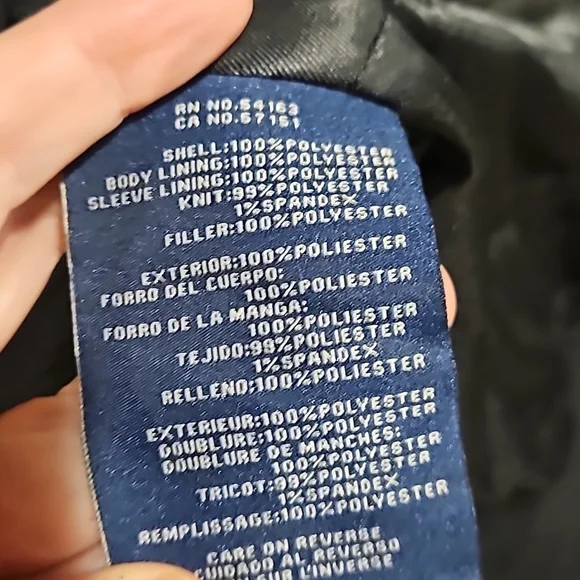 RN NO.54163
CA NO.57151
SHELL:100%POLYESTER
BODY LINING:100%POLYESTER
SLEEVE LINING:100%POLYESTER
KNIT:99%POLYESTER
1%SPANDEX
FILLER:100%POLYESTER
EXTERIOR:100%POLIESTER
FORRO DEL CUERPO:
100%POLIESTER
FORRO DE LA MANGA:
100%POLIESTER
TEJIDO:99%POLIESTER
1%SPANDEX
RELLENO:100%POLIESTER
EXTERIEUR:100%POLYESTER
DOUBLURE:100%POLYESTER
DOUBLURE DE MANCHES:
100%POLYESTER
TRICOT:99%POLYESTER
1%SPANDEX
REMPLISSAGE:100%POLYESTER
CARE ON REVERSE
CUIDADO AL REVERSO
L'INVERSE